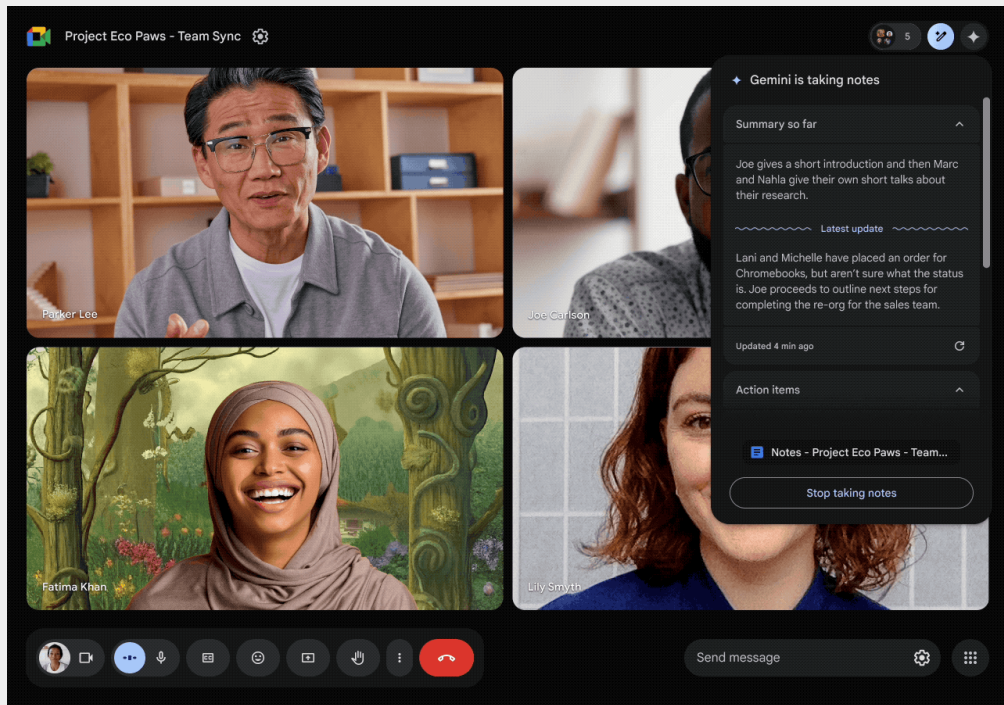 Project Eco Paws - Team Sync
5
Gemini is taking notes
Summary so far
Joe gives a short introduction and then Marc
and Nahla give their own short talks about
their research.
Latest update
Lani and Michelle have placed an order for
Chromebooks, but aren't sure what the status
is. Joe proceeds to outline next steps for
completing the re-org for the sales team.
Updated 4 min ago
Action items
Notes - Project Eco Paws - Team...
Stop taking notes
Parker Lee
Joe Carlson
Fatima Khan
Lily Smyth
Send message